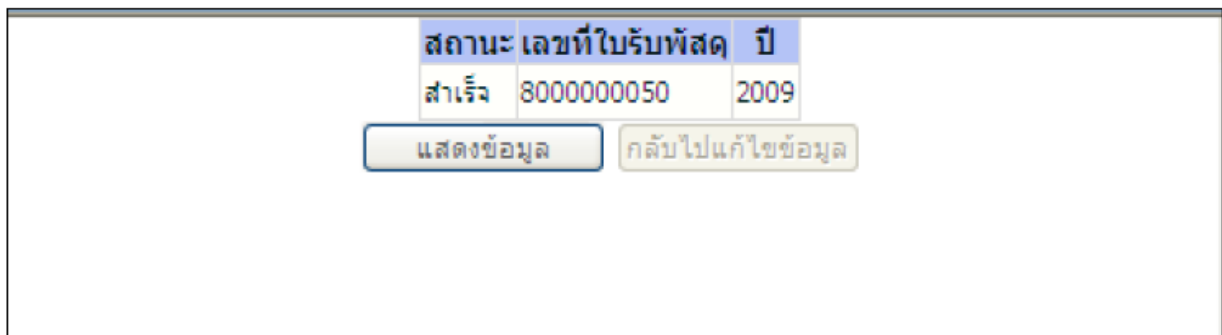 สถานะ เลขที่ใบรับพัสดุ ปี
สำเร็จ 8000000050 2009
แสดงข้อมูล กลับไปแก้ไขข้อมูล